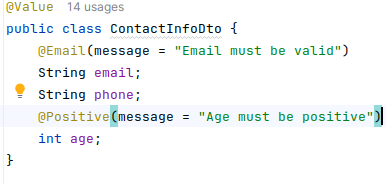 @Value 14 usages
public class ContactInfoDto {
    @Email(message = "Email must be valid")
    String email;
    String phone;
    @Positive(message = "Age must be positive")
    int age;
}